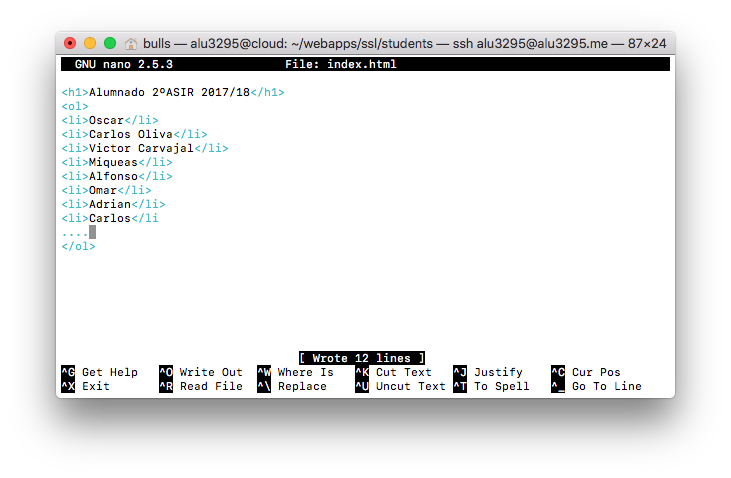 bulls — alu3295@cloud: ~/webapps/ssl/students — ssh alu3295@alu3295.me — 87×24
GNU nano 2.5.3 File: index.html
<h1>Alumnado 2ºASIR 2017/18</h1>
<ol>
<li>Oscar</li>
<li>Carlos Oliva</li>
<li>Victor Carvajal</li>
<li>Miqueas</li>
<li>Alfonso</li>
<li>Omar</li>
<li>Adrian</li>
<li>Carlos</li
....
</ol>
[ Wrote 12 lines ]
^G Get Help ^O Write Out ^W Where Is ^K Cut Text ^J Justify ^C Cur Pos
^X Exit ^R Read File ^\ Replace ^U Uncut Text ^T To Spell ^_ Go To Line